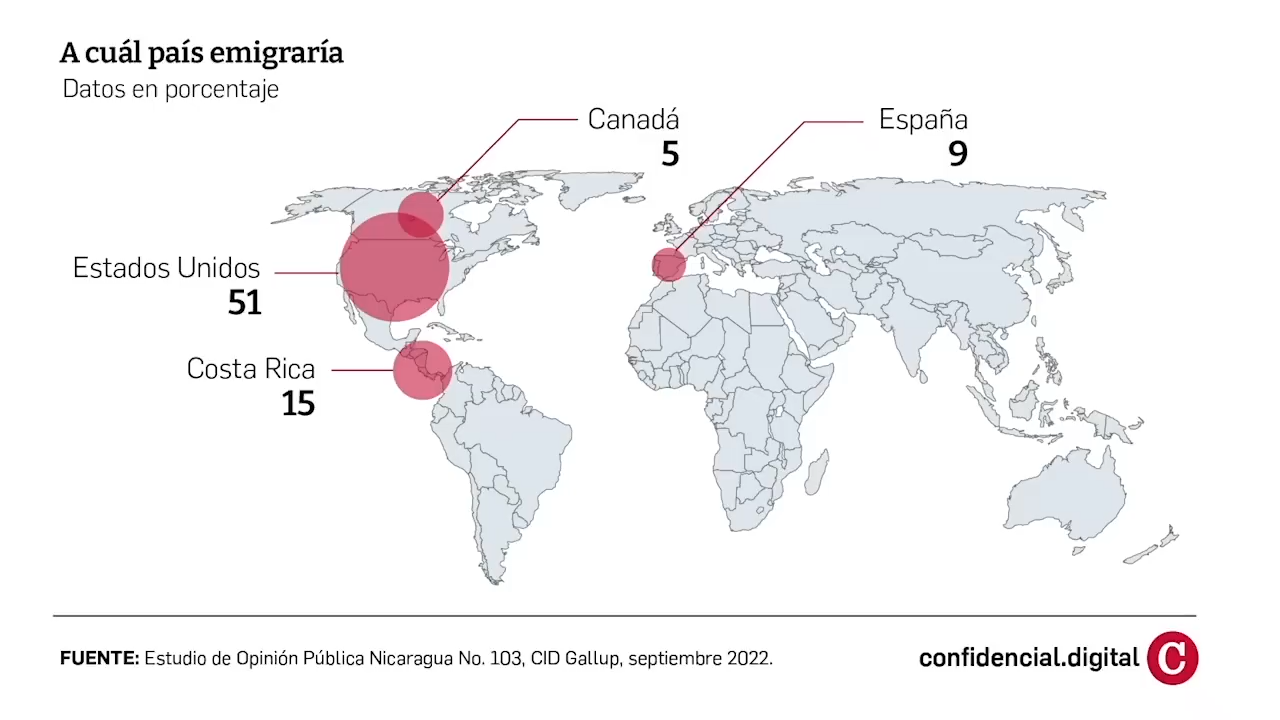 A cuál país emigraría
Datos en porcentaje
Canadá
5
España
9
Estados Unidos
51
Costa Rica
15
FUENTE: Estudio de Opinión Pública Nicaragua No. 103, CID Gallup, septiembre 2022.
confidencial.digital
C